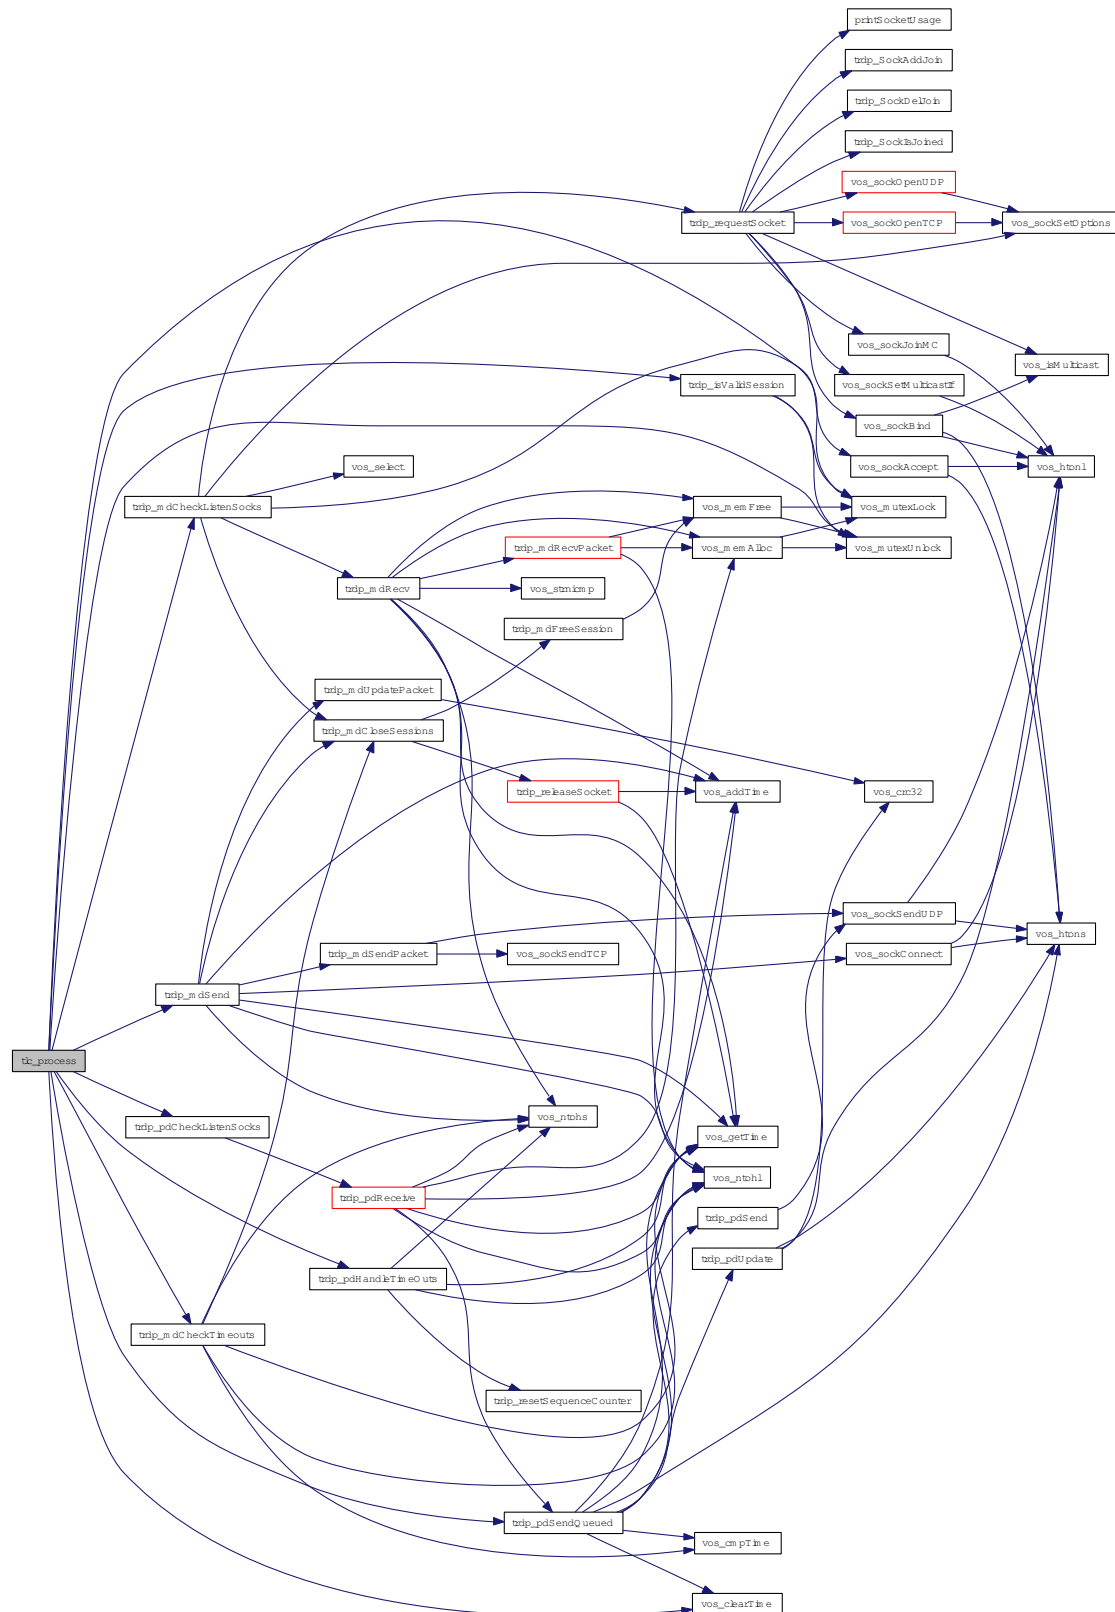 printSocketUsage
trdp_SockAddJoin
trdp_SockDelJoin
trdp_SockIsJoined
vos_sockOpenUDP
trdp_requestSocket
vos_sockOpenTCP
vos_sockSetOptions
vos_sockJoinMC
vos_isMulticast
trdp_isValidSession
vos_sockSetMulticastIf
vos_sockBind
vos_select
vos_sockAccept
vos_htonl
trdp_mdCheckListenSocks
vos_memFree
vos_mutexLock
trdp_mdRecvPacket
vos_memAlloc
vos_mutexUnlock
trdp_mdRecv
vos_strnicmp
trdp_mdFreeSession
trdp_mdUpdatePacket
trdp_mdCloseSessions
trdp_releaseSocket
vos_addTime
vos_crc32
vos_sockSendUDP
vos_htons
trdp_mdSendPacket
vos_sockSendTCP
vos_sockConnect
trdp_mdSend
tlc_process
vos_ntohs
trdp_pdCheckListenSocks
vos_getTime
vos_ntohl
trdp_pdReceive
trdp_pdSend
trdp_pdUpdate
trdp_pdHandleTimeOuts
trdp_mdCheckTimeouts
trdp_resetSequenceCounter
trdp_pdSendQueued
vos_cmpTime
vos_clearTime